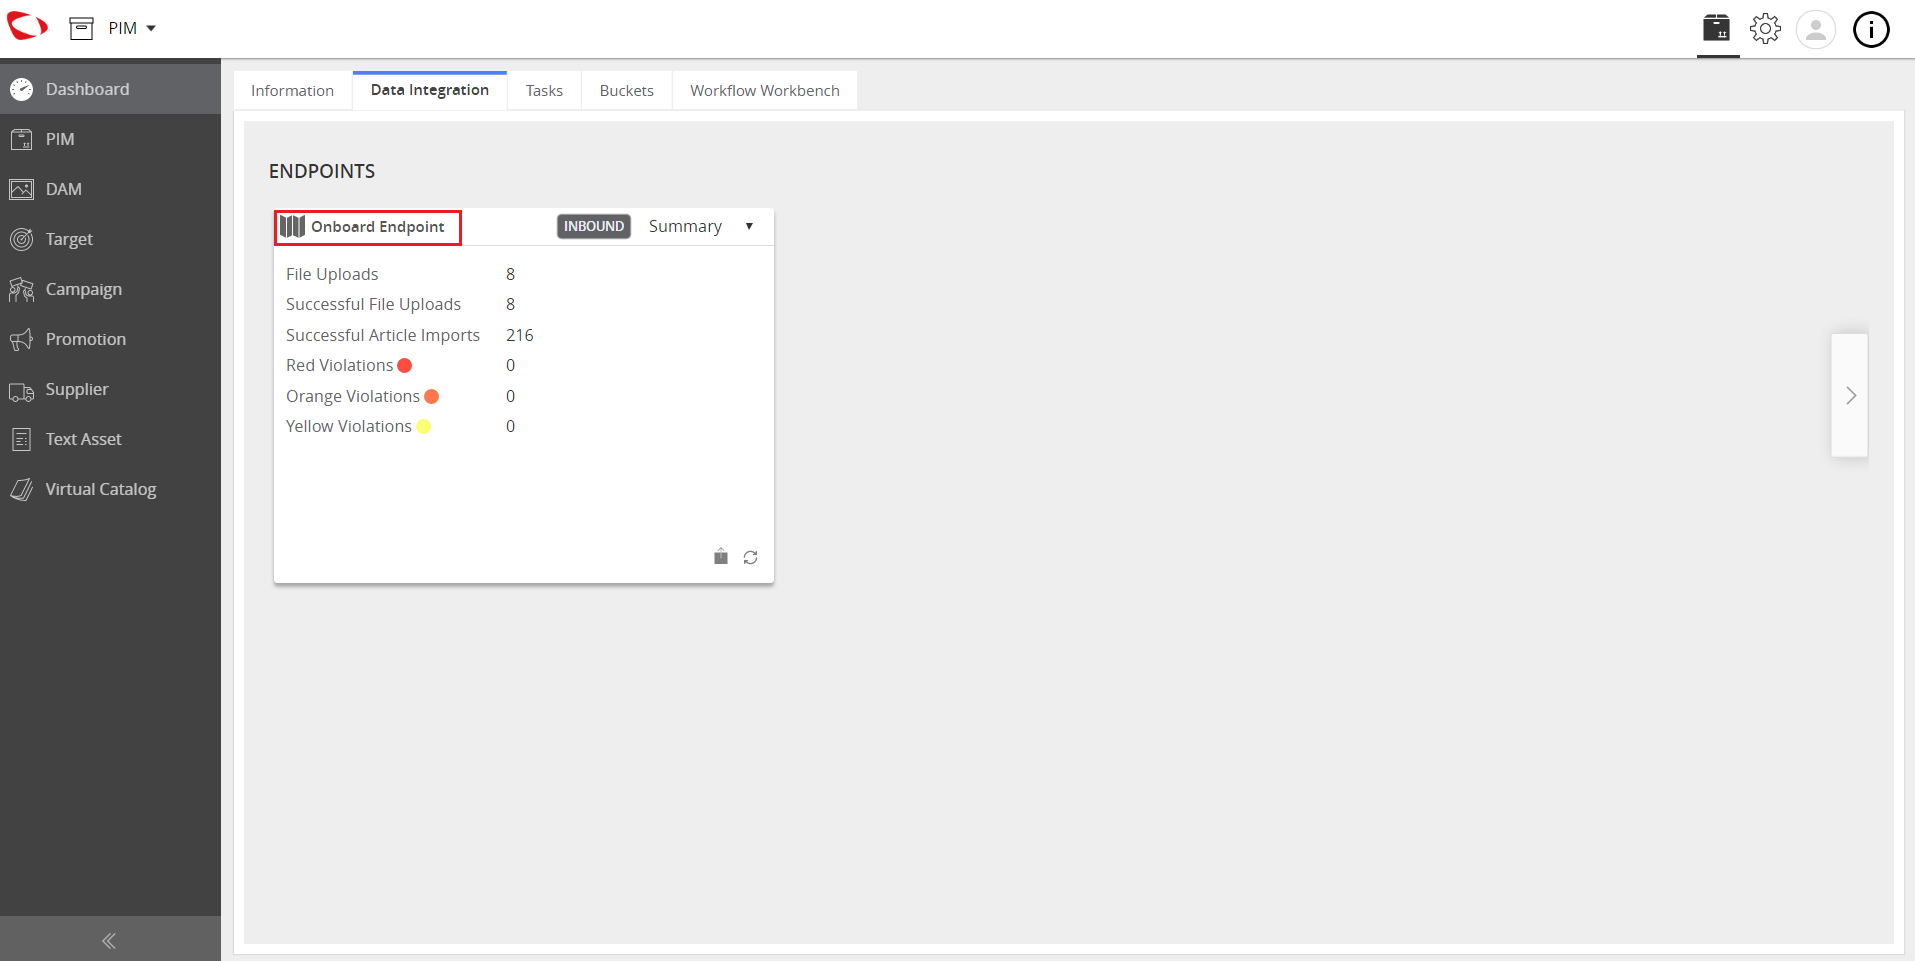 PIM
Dashboard
PIM
DAM
Target
Campaign
Promotion
Supplier
Text Asset
Virtual Catalog
Information Data Integration Tasks Buckets Workflow Workbench
ENDPOINTS
Onboard Endpoint INBOUND Summary
File Uploads 8
Successful File Uploads 8
Successful Article Imports 216
Red Violations 0
Orange Violations 0
Yellow Violations 0